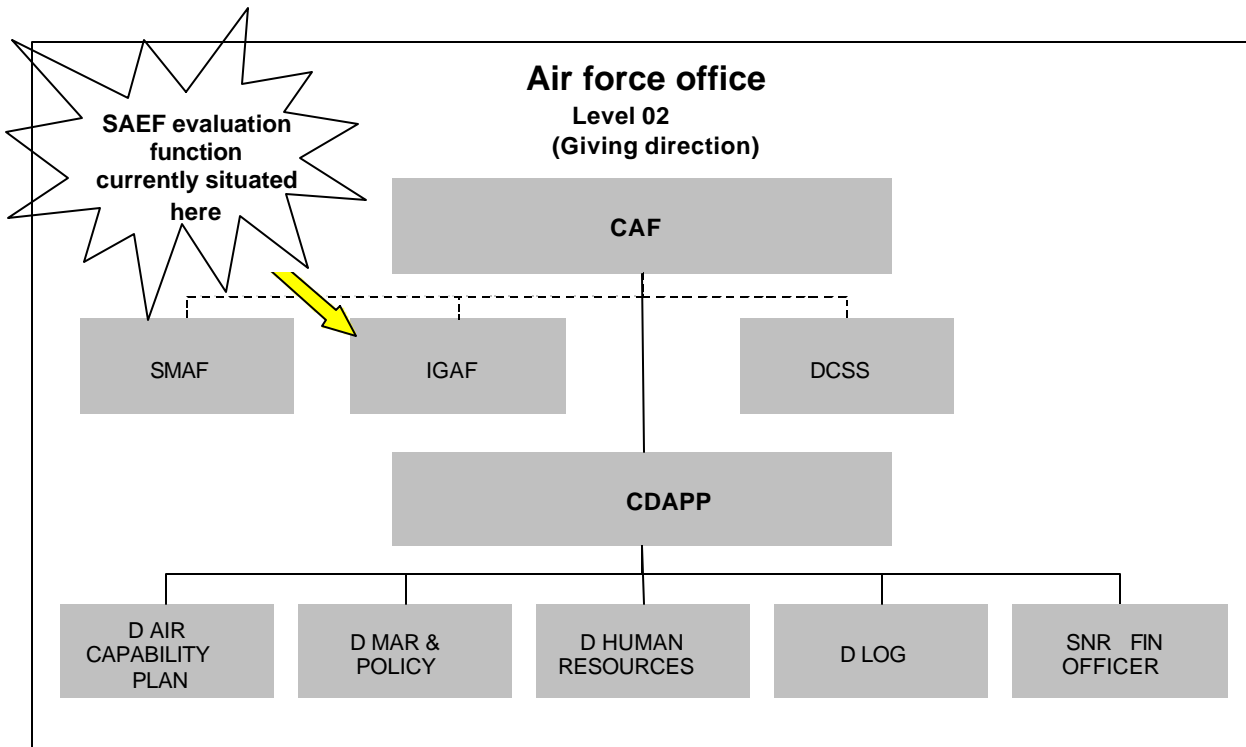 Air force office
Level 02
(Giving direction)
SAEF evaluation
function
currently situated
here
CAF
SMAF
IGAF
DCSS
CDAPP
D AIR
CAPABILITY
PLAN
D MAR &
POLICY
D HUMAN
RESOURCES
D LOG
SNR FIN
OFFICER